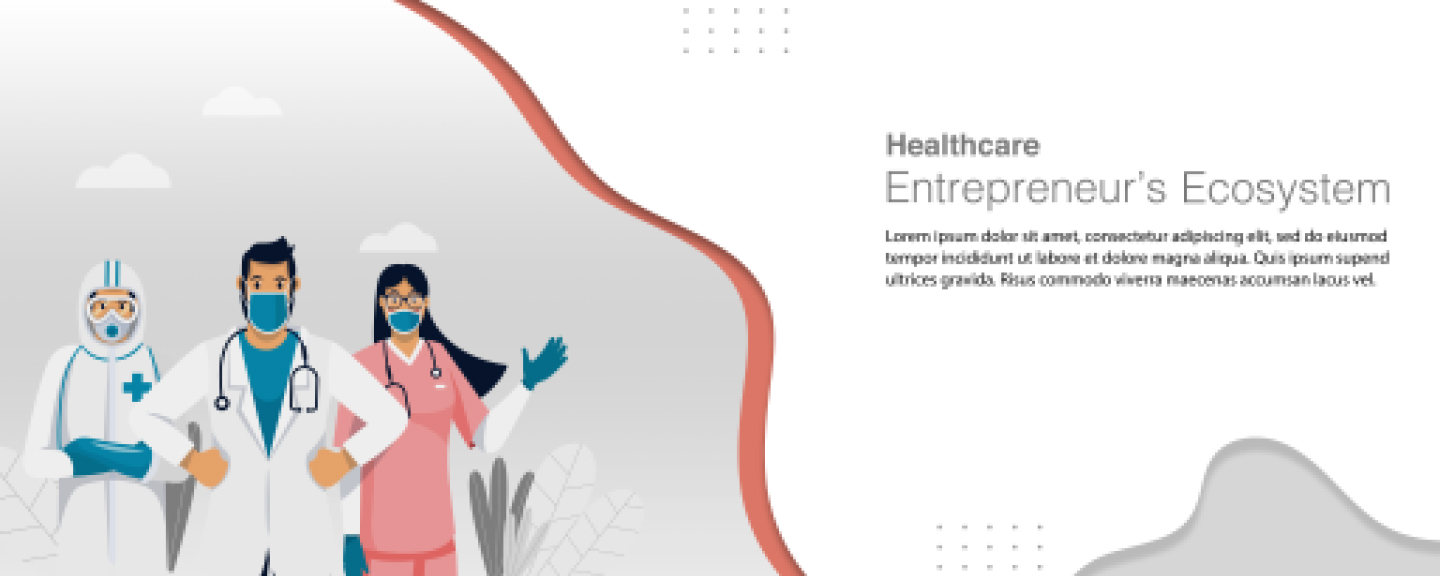 Healthcare
Entrepreneur's Ecosystem
Lorem ipsum dolor sit amet, consectetur adipiscing elit, sed do eiusmod
tempor incididunt ut labore et dolore magna aliqua. Quis ipsum supend
ultrices gravida. Risus commodo viverra maecenas accumsan lacus vel.